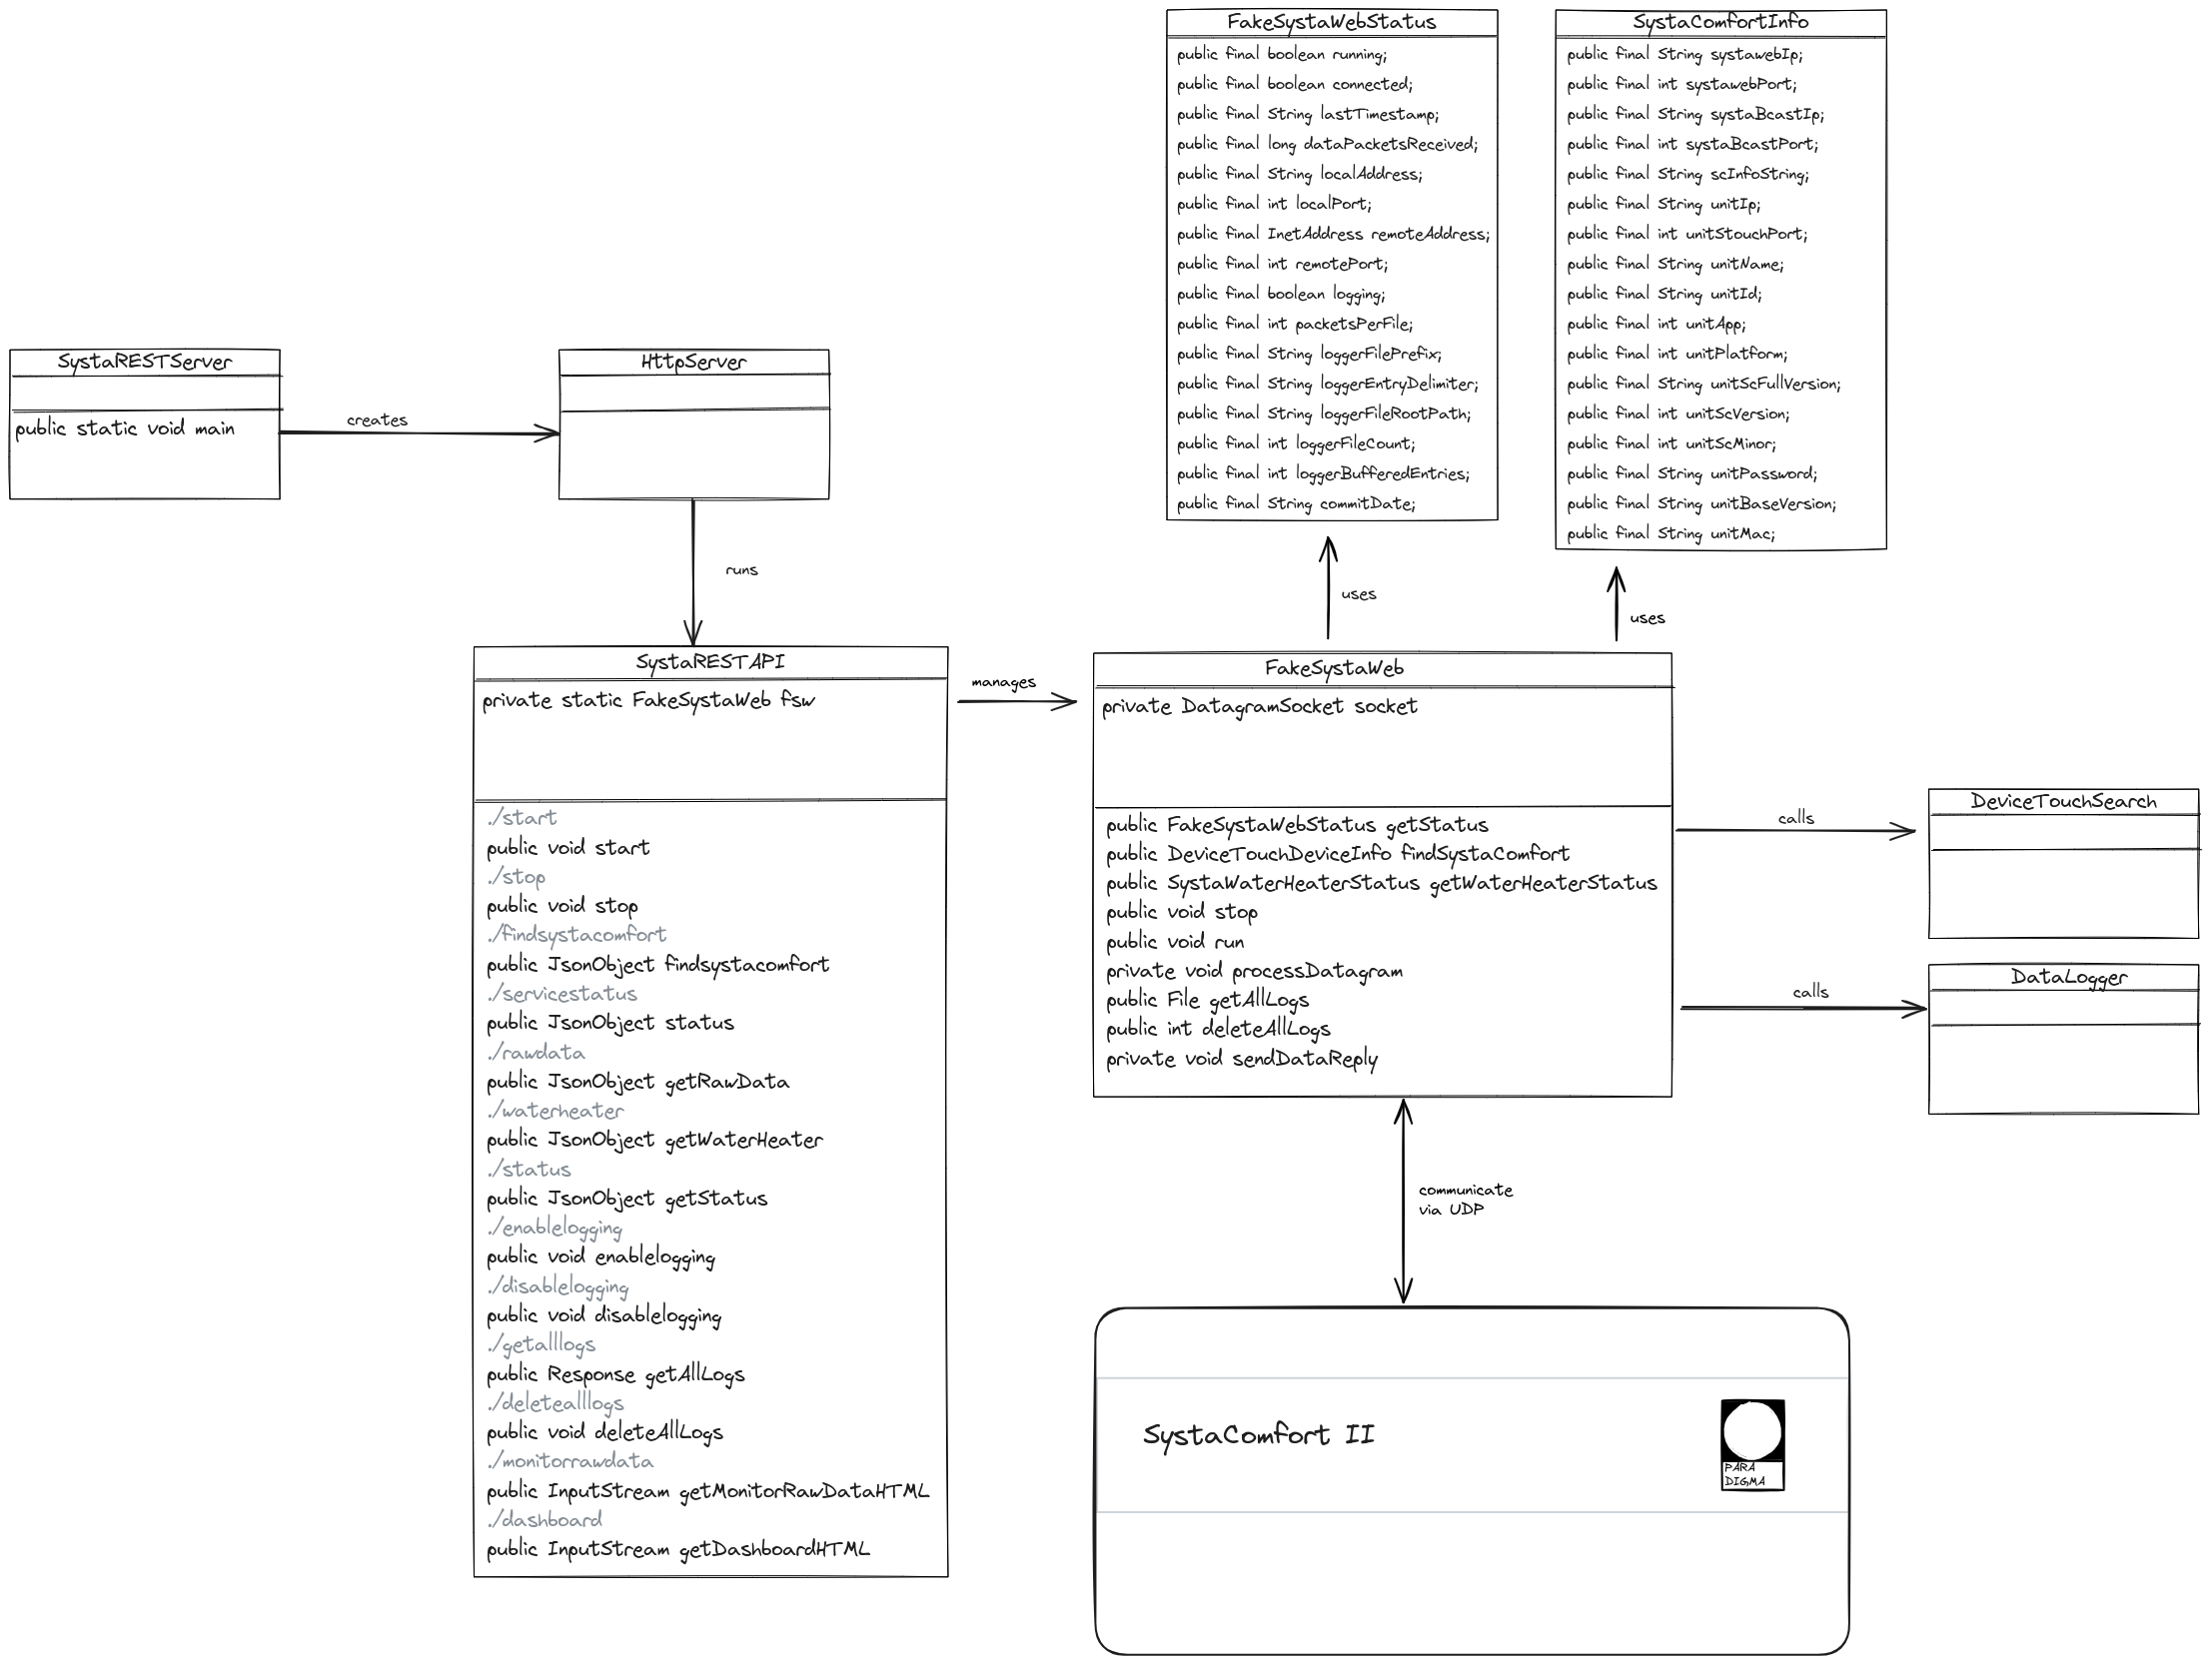 FakeSystaWebStatus
public final boolean running;
public final boolean connected;
public final String lastTimestamp;
public final long dataPacketsReceived;
public final String localAddress;
public final int localPort;
public final InetAddress remoteAddress;
public final int remotePort;
public final boolean logging;
public final int packetsPerFile;
public final String loggerFilePrefix;
public final String loggerEntryDelimiter;
public final String loggerFileRootPath;
public final int loggerFileCount;
public final int loggerBufferedEntries;
public final String commitDate;
SystaComfortInfo
public final String systawebIp;
public final int systawebPort;
public final String systaBcastIp;
public final int systaBcastPort;
public final String scInfoString;
public final String unitIp;
public final int unitStouchPort;
public final String unitName;
public final String unitId;
public final int unitApp;
public final int unitPlatform;
public final String unitScFullVersion;
public final int unitScVersion;
public final int unitScMinor;
public final String unitPassword;
public final String unitBaseVersion;
public final String unitMac;
SystaRESTServer
public static void main
creates
HttpServer
runs
uses
uses
SystaRESTAPI
private static FakeSystaWeb fsw
./start
public void start
./stop
public void stop
./findsystacomfort
public JsonObject findsystacomfort
./servicestatus
public JsonObject status
./rawdata
public JsonObject getRawData
./waterheater
public JsonObject getWaterHeater
./status
public JsonObject getStatus
./enablelogging
public void enablelogging
./disablelogging
public void disablelogging
./getalllogs
public Response getAllLogs
./deletealllogs
public void deleteAllLogs
./monitorrawdata
public InputStream getMonitorRawDataHTML
./dashboard
public InputStream getDashboardHTML
manages
FakeSystaWeb
private DatagramSocket socket
public FakeSystaWebStatus getStatus
public DeviceTouchDeviceInfo findSystaComfort
public SystaWaterHeaterStatus getWaterHeaterStatus
public void stop
public void run
private void processDatagram
public File getAllLogs
public int deleteAllLogs
private void sendDataReply
calls
DeviceTouchSearch
calls
DataLogger
communicate
via UDP
SystaComfort II
PARA
DIGMA